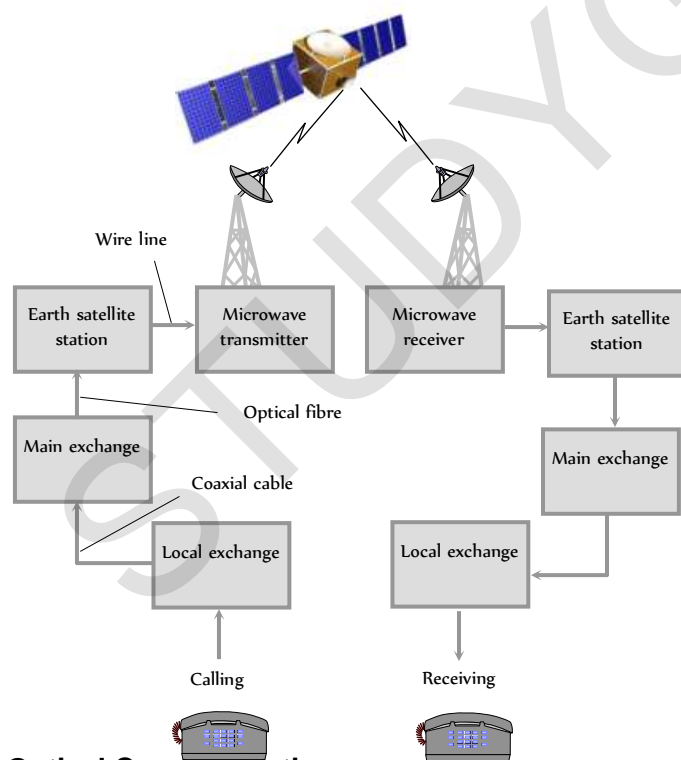 Wire line
Earth satellite
station
Microwave
transmitter
Microwave
receiver
Earth satellite
station
Optical fibre
Main exchange
Main exchange
Coaxial cable
Local exchange
Local exchange
Calling
Receiving
STUDYG